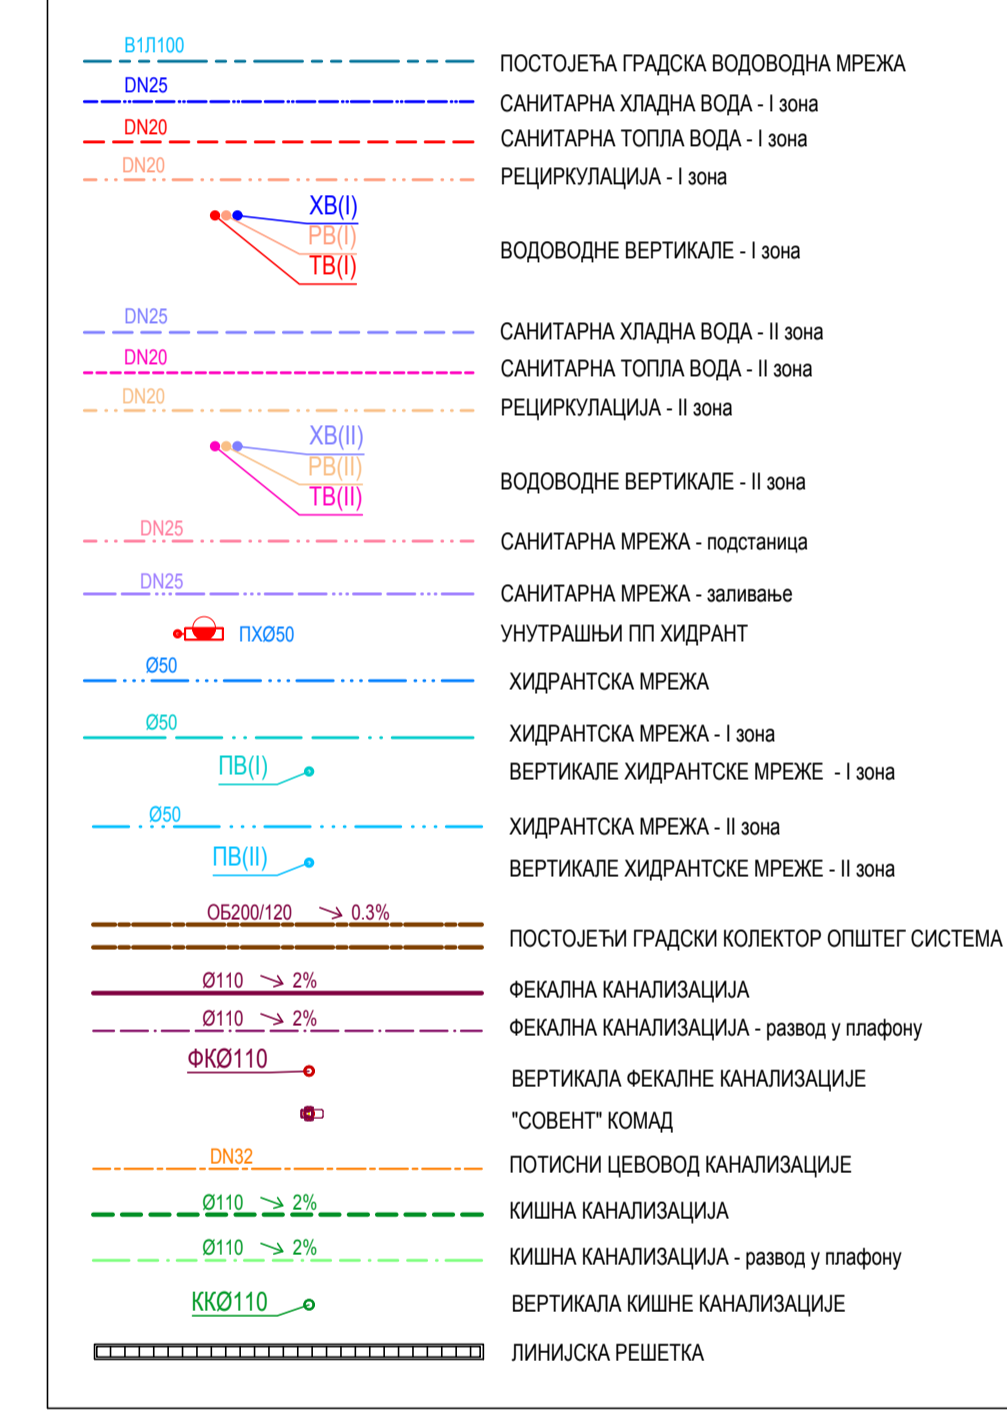 В1Л100
ПОСТОЈЕЋА ГРАДСКА ВОДОВОДНА МРЕЖА
DN25
САНИТАРНА ХЛАДНА ВОДА - I зона
DN20
САНИТАРНА ТОПЛА ВОДА - I зона
DN20
РЕЦИРКУЛАЦИЈА - I зона
ХВ(I)
РВ(I)
ТВ(I)
ВОДОВОДНЕ ВЕРТИКАЛЕ - I зона
DN25
САНИТАРНА ХЛАДНА ВОДА - II зона
DN20
САНИТАРНА ТОПЛА ВОДА - II зона
DN20
РЕЦИРКУЛАЦИЈА - II зона
ХВ(II)
РВ(II)
ТВ(II)
ВОДОВОДНЕ ВЕРТИКАЛЕ - II зона
DN25
САНИТАРНА МРЕЖА - подстаница
DN25
САНИТАРНА МРЕЖА - заливање
ПХØ50
УНУТРАШЊИ ПП ХИДРАНТ
Ø50
ХИДРАНТСКА МРЕЖА
Ø50
ХИДРАНТСКА МРЕЖА - I зона
ПВ(I)
ВЕРТИКАЛЕ ХИДРАНТСКЕ МРЕЖЕ - I зона
Ø50
ХИДРАНТСКА МРЕЖА - II зона
ПВ(II)
ВЕРТИКАЛЕ ХИДРАНТСКЕ МРЕЖЕ - II зона
ОБ200/120 ↘ 0.3%
ПОСТОЈЕЋИ ГРАДСКИ КОЛЕКТОР ОПШТЕГ СИСТЕМА
Ø110 ↘ 2%
ФЕКАЛНА КАНАЛИЗАЦИЈА
Ø110 ↘ 2%
ФЕКАЛНА КАНАЛИЗАЦИЈА - развод у плафону
ФКØ110
ВЕРТИКАЛА ФЕКАЛНЕ КАНАЛИЗАЦИЈЕ
"СОВЕНТ" КОМАД
DN32
ПОТИСНИ ЦЕВОВОД КАНАЛИЗАЦИЈЕ
Ø110 ↘ 2%
КИШНА КАНАЛИЗАЦИЈА
Ø110 ↘ 2%
КИШНА КАНАЛИЗАЦИЈА - развод у плафону
ККØ110
ВЕРТИКАЛА КИШНЕ КАНАЛИЗАЦИЈЕ
ЛИНИЈСКА РЕШЕТКА